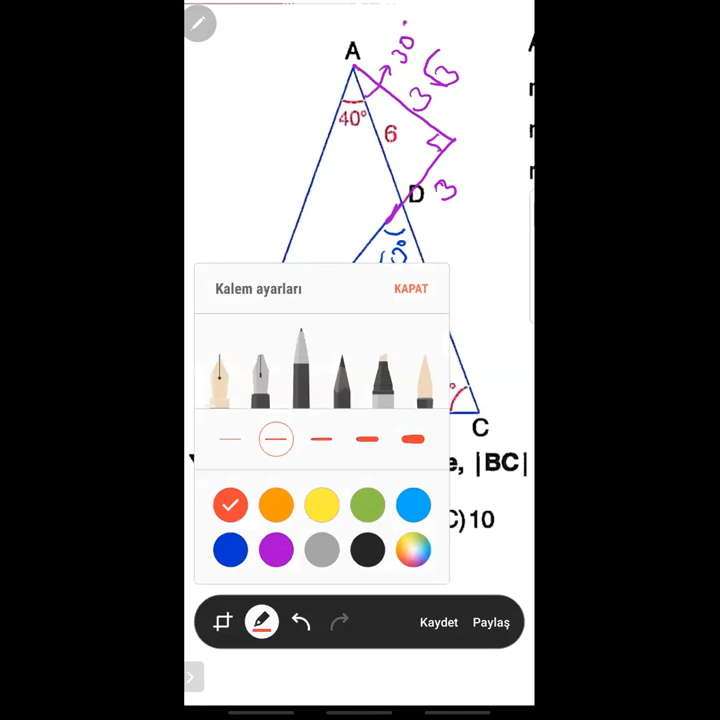 A
30°
3√3
40°
6
D
3
60°
Kalem ayarları
KAPAT
C
e, |BC|
C) 10
Kaydet
Paylaş